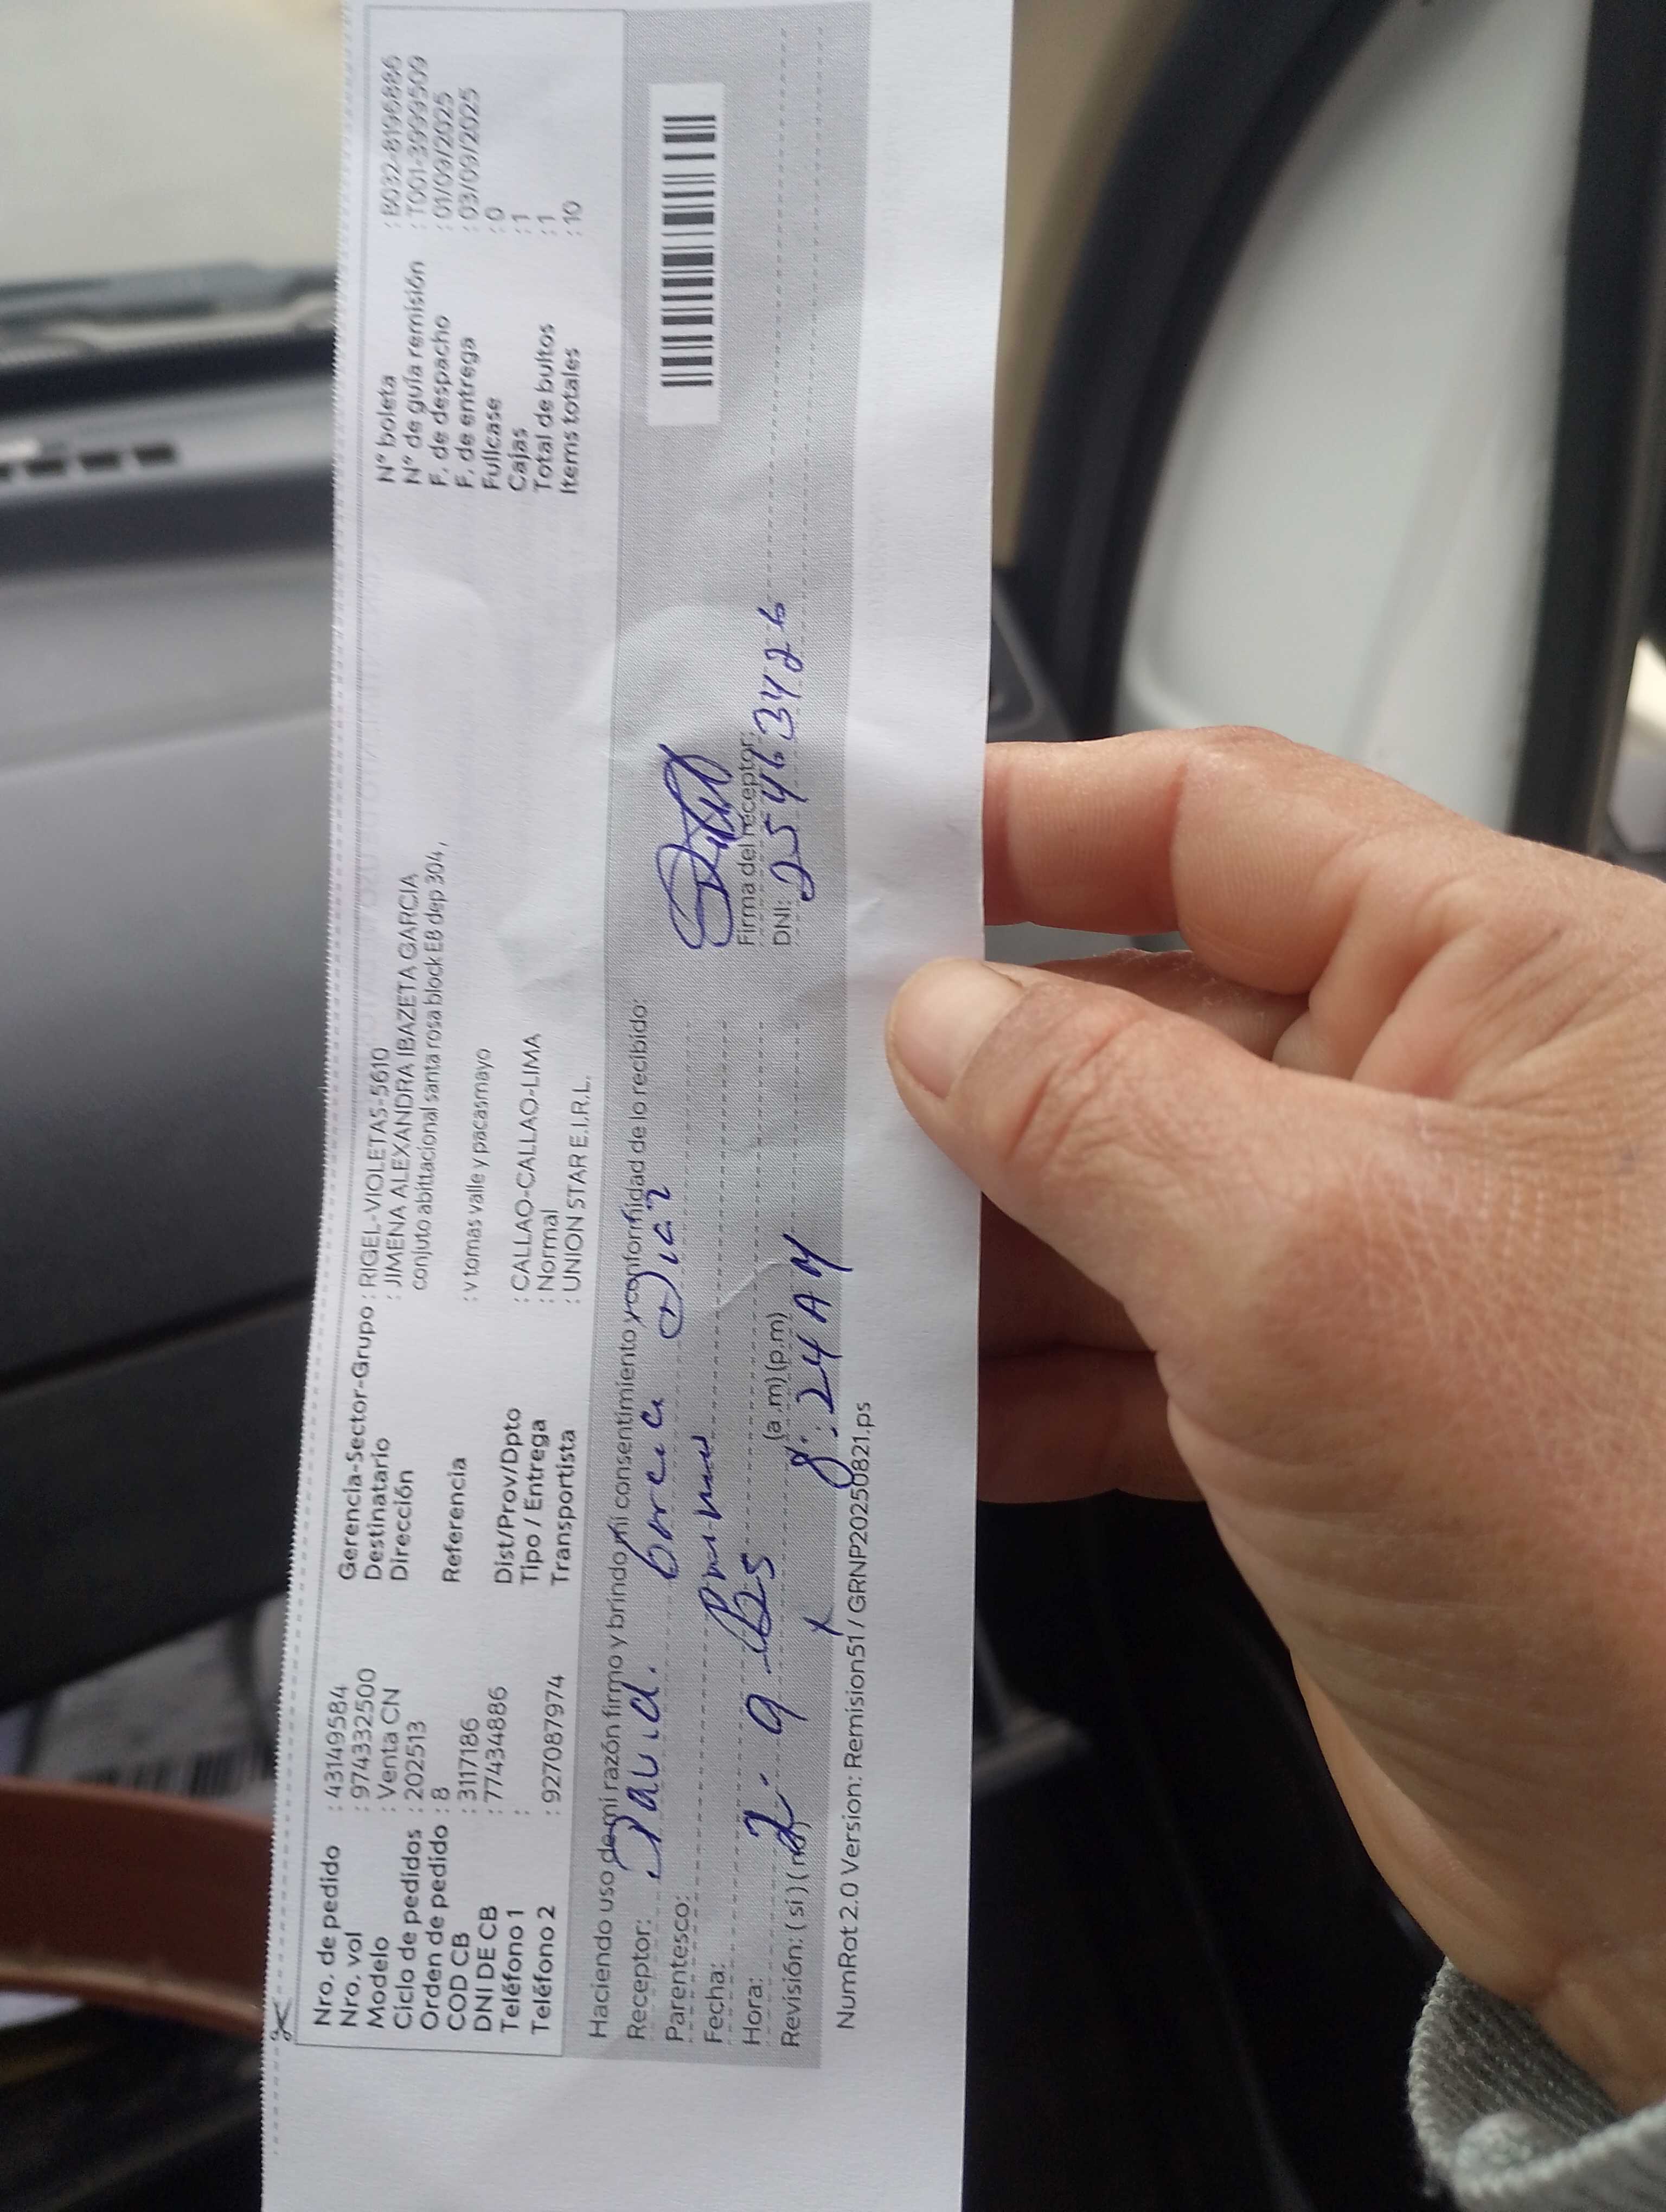 Nro. de pedido : 43149584
Nro. vol : 974332500
Modelo : Venta CN
Ciclo de pedidos : 202513
Orden de pedido : 8
COD CB : 3117186
DNI DE CB : 77434886
Teléfono 1 :
Teléfono 2 : 927087974
Gerencia-Sector-Grupo : RIGEL-VIOLETAS-5610
Destinatario : JIMENA ALEXANDRA IBAZETA GARCIA
Dirección conjuto abittacional santa rosa block E8 dep 304,
Referencia : v tomas valle y pacasmayo
Dist/Prov/Dpto : CALLAO-CALLAO-LIMA
Tipo / Entrega : Normal
Transportista : UNION STAR E.I.R.L.
N° boleta : B032-8196886
N° de guía remisión : T001-39999509
F. de despacho : 01/09/2025
F. de entrega : 03/09/2025
Fullcase : 0
Cajas : 1
Total de bultos : 1
Items totales : 10
Haciendo uso de mi razón firmo y brindo mi consentimiento y conformidad de lo recibido:
Receptor: David
Parentesco:
Fecha:
Hora: 2. 9 25 (a m) (p.m)
Revisión: (si) (no) x 8:24 AM
Firma del receptor:
DNI: 25463426
NumRot 2.0 Version: Remision51 / GRNP20250821.ps